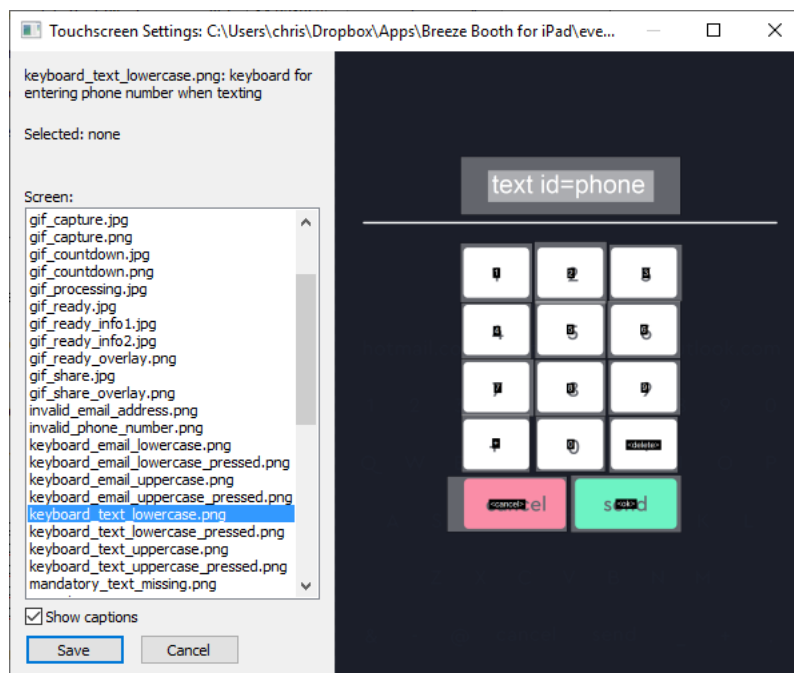 Touchscreen Settings: C:\Users\chris\Dropbox\Apps\Breeze Booth for iPad\eve...
keyboard_text_lowercase.png: keyboard for
entering phone number when texting
Selected: none
Screen:
gif_capture.jpg
gif_capture.png
gif_countdown.jpg
gif_countdown.png
gif_processing.jpg
gif_ready.jpg
gif_ready_info1.jpg
gif_ready_info2.jpg
gif_ready_overlay.png
gif_share.jpg
gif_share_overlay.png
invalid_email_address.png
invalid_phone_number.png
keyboard_email_lowercase.png
keyboard_email_lowercase_pressed.png
keyboard_email_uppercase.png
keyboard_email_uppercase_pressed.png
keyboard_text_lowercase.png
keyboard_text_lowercase_pressed.png
keyboard_text_uppercase.png
keyboard_text_uppercase_pressed.png
mandatory_text_missing.png
Show captions
Save Cancel
text id=phone
1 2 3
4 5 6
7 8 9
+ 0 <delete>
cancel <cancel> send <ok>